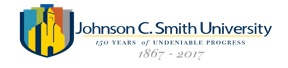 Johnson C. Smith University
150 YEARS of UNDENIABLE PROGRESS
1867 - 2017